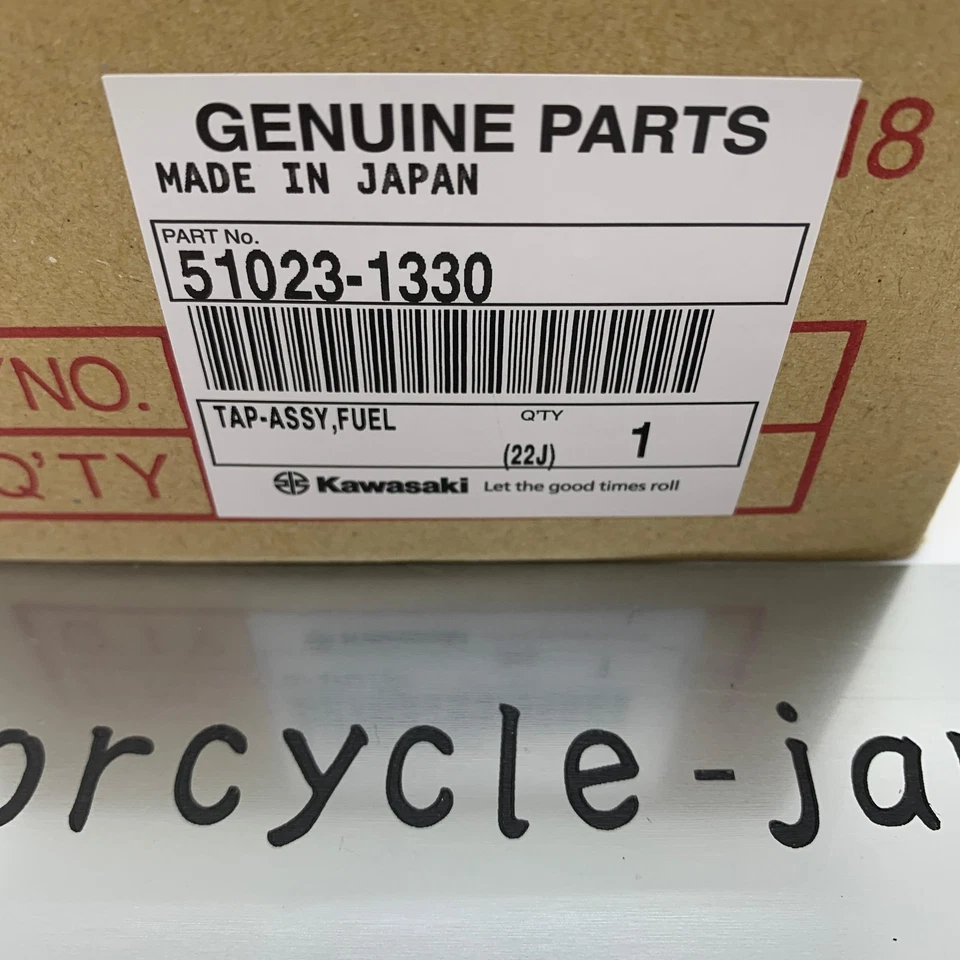 GENUINE PARTS
MADE IN JAPAN
18
PART No.
51023-1330
NO.
TAP-ASSY,FUEL
Q'TY
1
(22J)
Q'TY
Kawasaki Let the good times roll
orcycle-ja